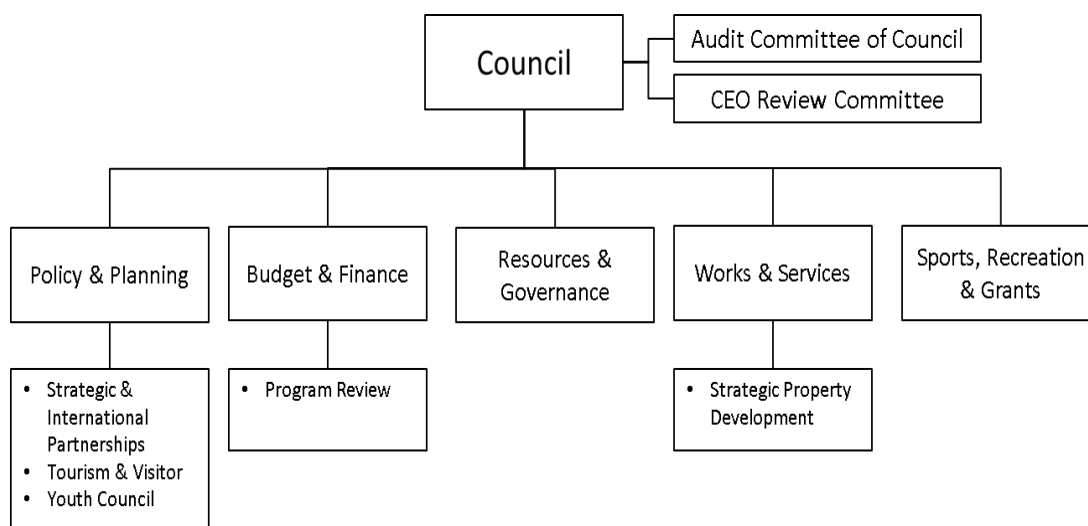 Council
Audit Committee of Council
CEO Review Committee
Policy & Planning
Budget & Finance
Resources &
Governance
Works & Services
Sports, Recreation
& Grants
• Strategic &
International
Partnerships
• Tourism & Visitor
• Youth Council
• Program Review
• Strategic Property
Development